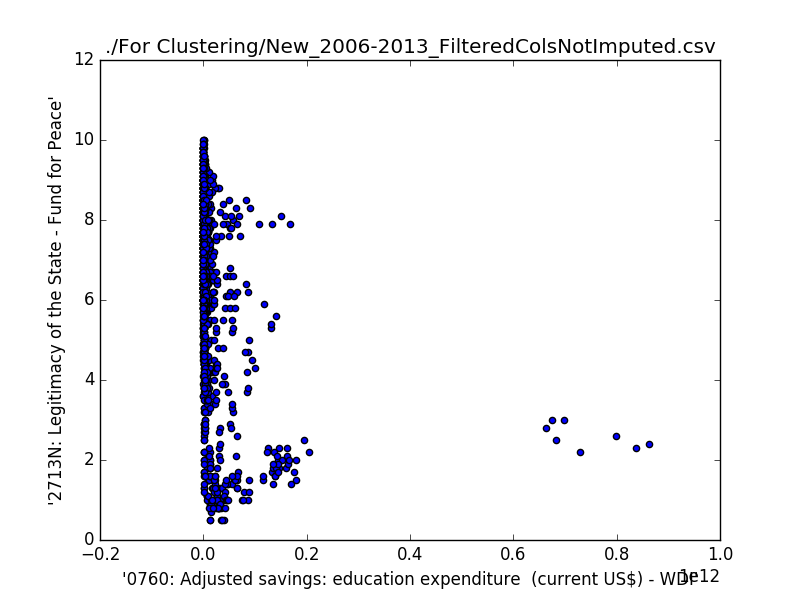 ./For Clustering/New_2006-2013_FilteredColsNotImputed.csv
12
10
8
6
4
2
0
'2713N: Legitimacy of the State - Fund for Peace'
−0.2 0.0 0.2 0.4 0.6 0.8 1.0
1e12
'0760: Adjusted savings: education expenditure (current US$) - WDI'